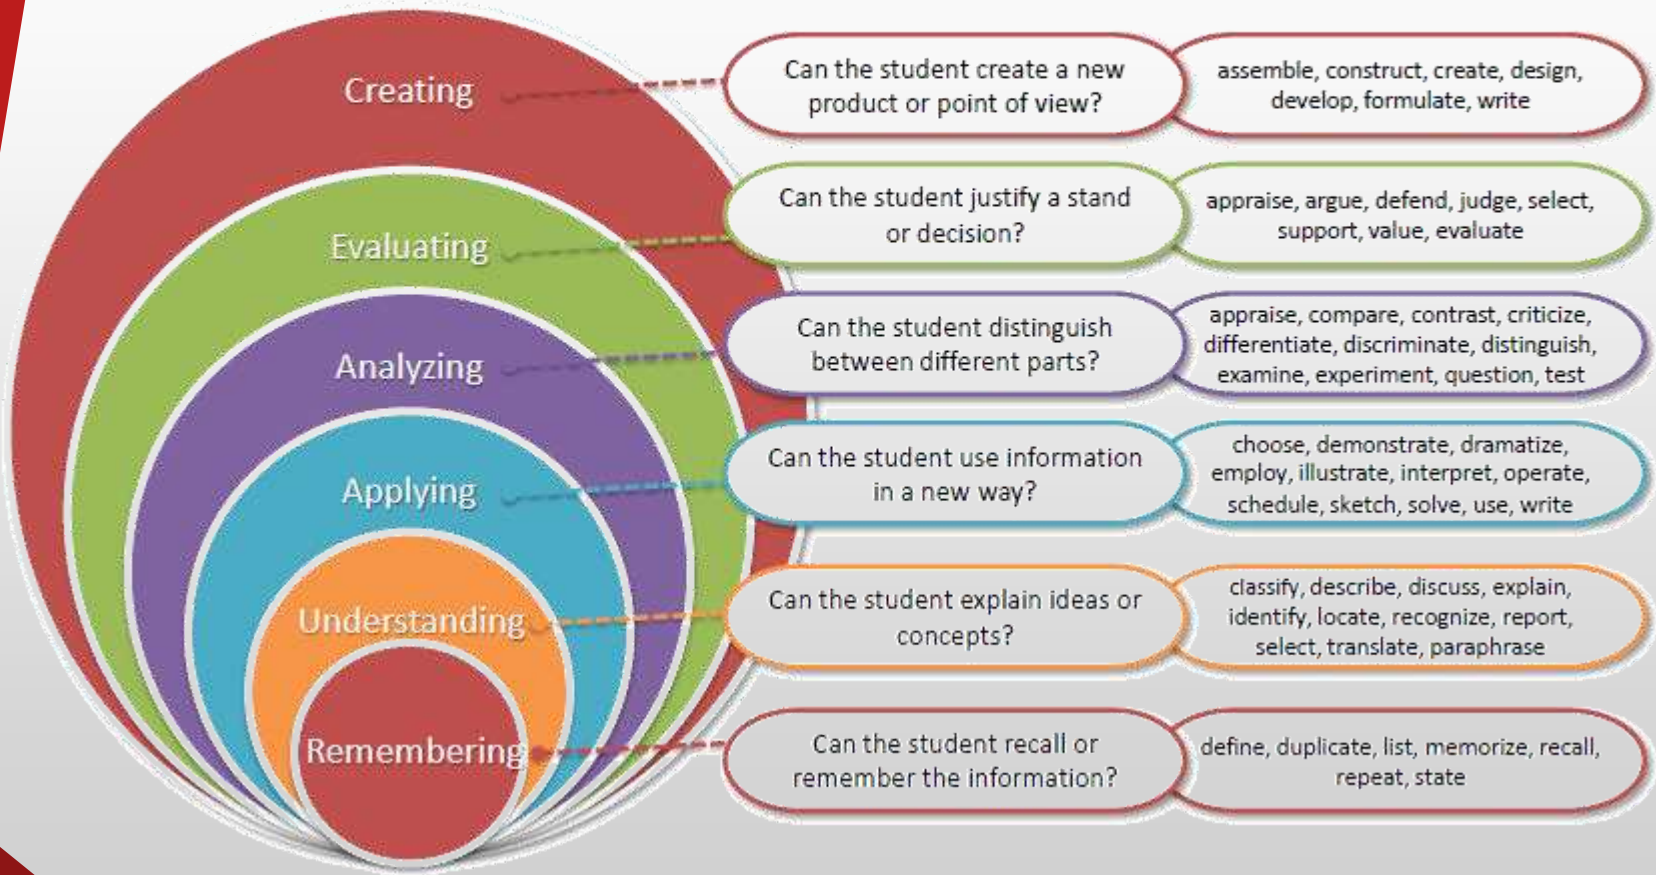 Creating
Can the student create a new
product or point of view?
assemble, construct, create, design,
develop, formulate, write
Evaluating
Can the student justify a stand
or decision?
appraise, argue, defend, judge, select,
support, value, evaluate
Analyzing
Can the student distinguish
between different parts?
appraise, compare, contrast, criticize,
differentiate, discriminate, distinguish,
examine, experiment, question, test
Applying
Can the student use information
in a new way?
choose, demonstrate, dramatize,
employ, illustrate, interpret, operate,
schedule, sketch, solve, use, write
Understanding
Can the student explain ideas or
concepts?
classify, describe, discuss, explain,
identify, locate, recognize, report,
select, translate, paraphrase
Remembering
Can the student recall or
remember the information?
define, duplicate, list, memorize, recall,
repeat, state